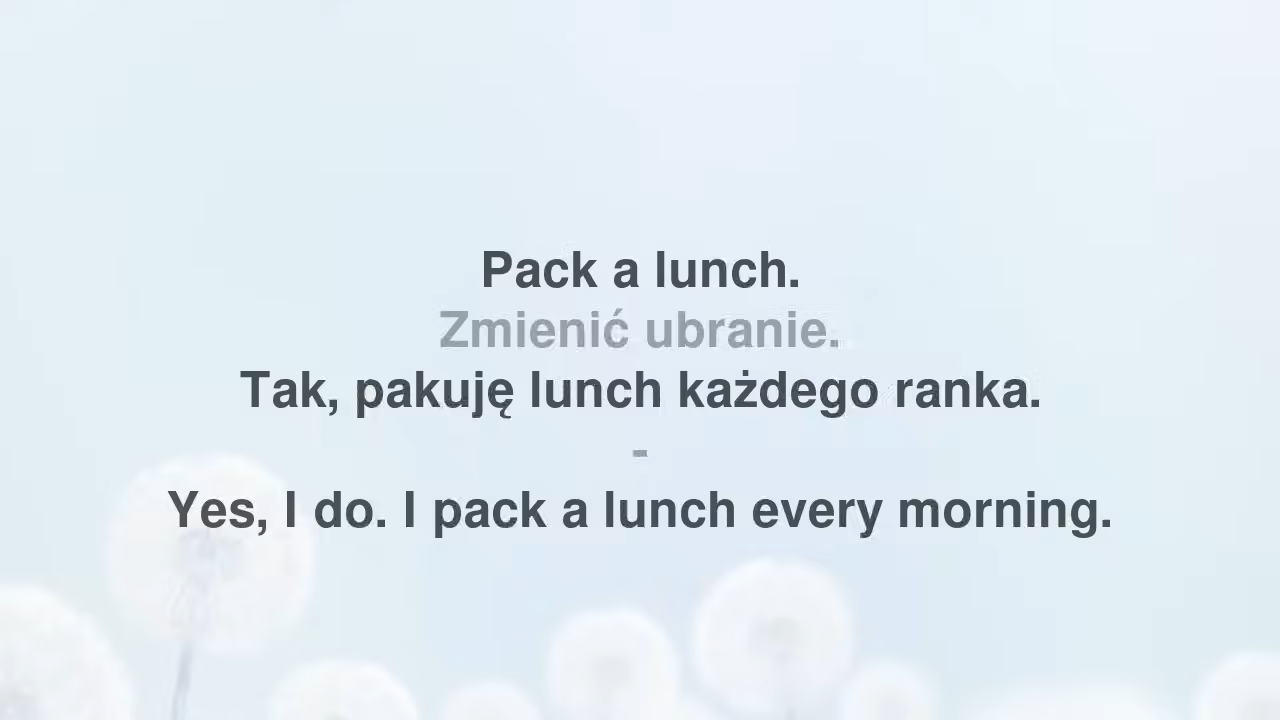 Pack a lunch.
Zmienić ubranie.
Tak, pakuję lunch każdego ranka.
-
Yes, I do. I pack a lunch every morning.